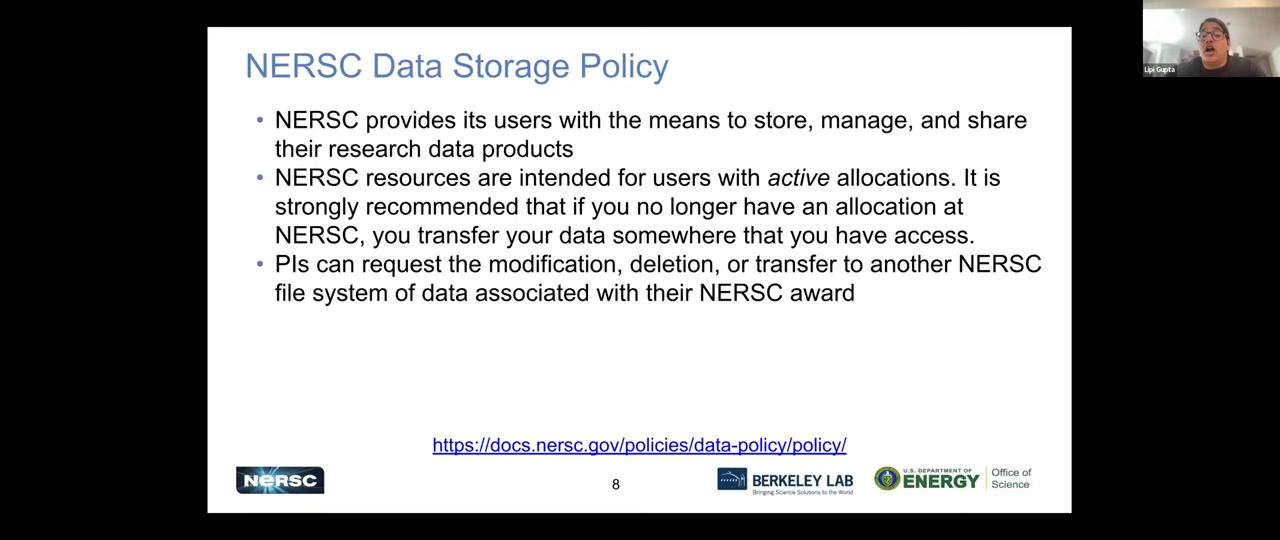 NERSC Data Storage Policy
• NERSC provides its users with the means to store, manage, and share
their research data products
• NERSC resources are intended for users with active allocations. It is
strongly recommended that if you no longer have an allocation at
NERSC, you transfer your data somewhere that you have access.
• PIs can request the modification, deletion, or transfer to another NERSC
file system of data associated with their NERSC award
https://docs.nersc.gov/policies/data-policy/policy/
NERSC
8
BERKELEY LAB
Bringing Science Solutions to the World
U.S. DEPARTMENT OF
ENERGY
Office of
Science
Lipi Gupta